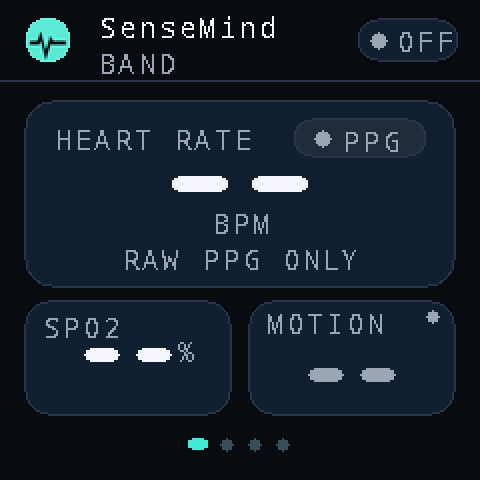 SenseMind
BAND
OFF
HEART RATE
PPG
-- 
BPM
RAW PPG ONLY
SPO2
-- %
MOTION
--